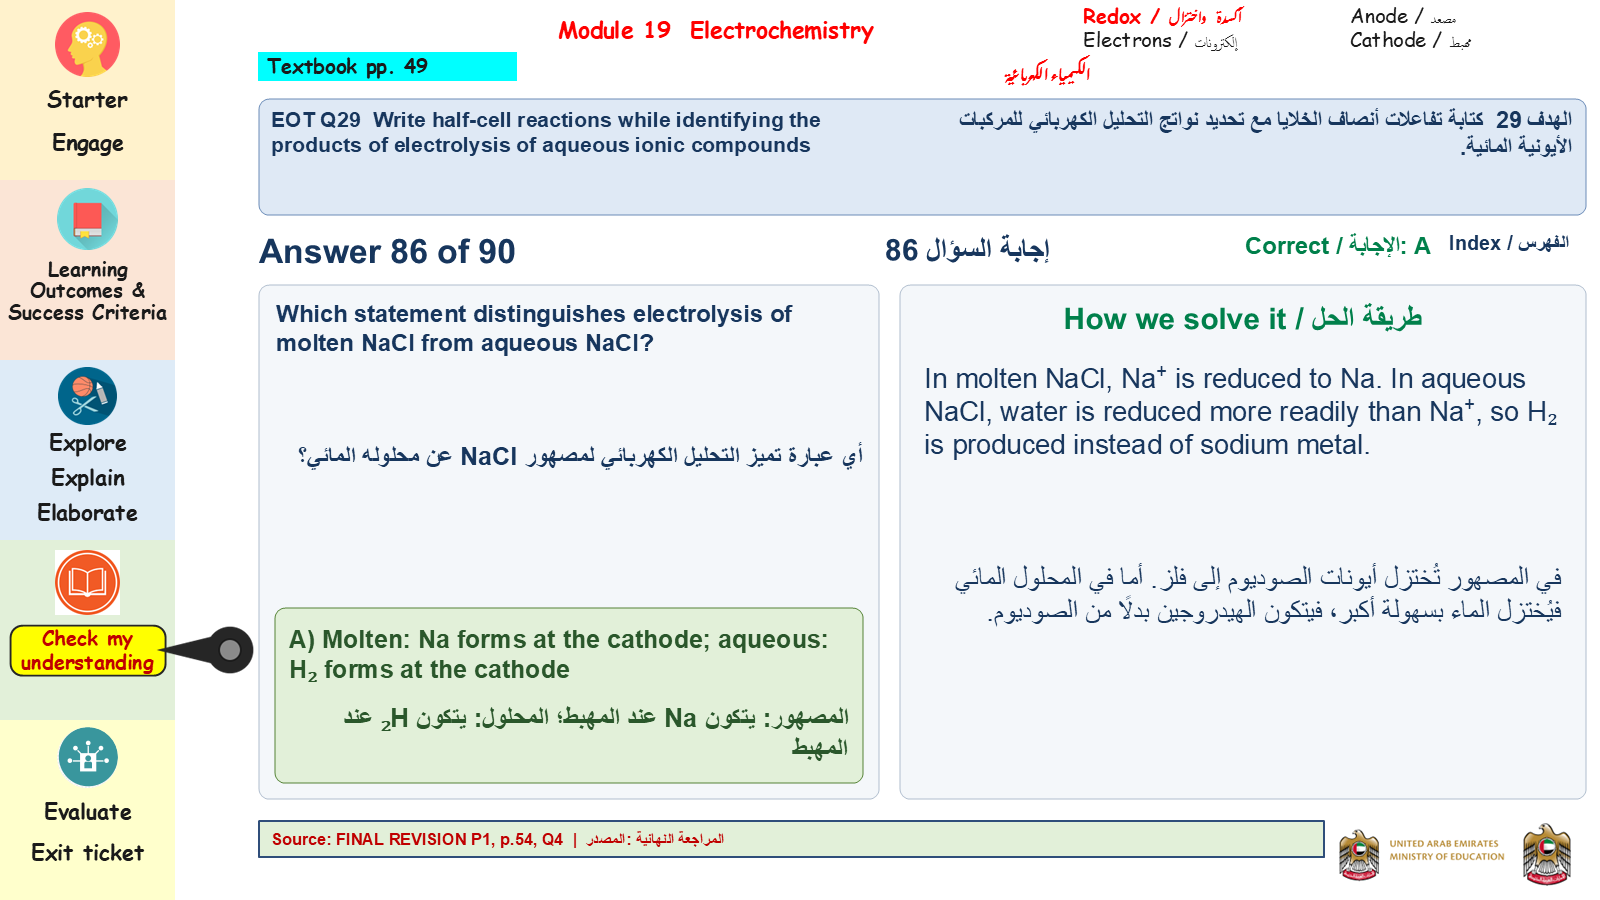 Starter
Engage
Learning
Outcomes &
Success Criteria
Explore
Explain
Elaborate
Check my
understanding
Evaluate
Exit ticket
Module 19 Electrochemistry
Redox / أكسدة واختزال
Electrons / إلكترونات
Anode / مصعد
Cathode / مهبط
Textbook pp. 49
الكيمياء الكهربائية
EOT Q29 Write half-cell reactions while identifying the
products of electrolysis of aqueous ionic compounds
الهدف 29 كتابة تفاعلات أنصاف الخلايا مع تحديد نواتج التحليل الكهربائي للمركبات
الأيونية المائية.
Answer 86 of 90
إجابة السؤال 86
Correct / الإجابة: A
Index / الفهرس
Which statement distinguishes electrolysis of
molten NaCl from aqueous NaCl?
أي عبارة تميز التحليل الكهربائي لمصهور NaCl عن محلوله المائي؟
A) Molten: Na forms at the cathode; aqueous:
H₂ forms at the cathode
المصهور: يتكون Na عند المهبط؛ المحلول: يتكون H₂ عند
المهبط
How we solve it / طريقة الحل
In molten NaCl, Na⁺ is reduced to Na. In aqueous
NaCl, water is reduced more readily than Na⁺, so H₂
is produced instead of sodium metal.
في المصهور تُختزل أيونات الصوديوم إلى فلز. أما في المحلول المائي
فيُختزل الماء بسهولة أكبر، فيتكون الهيدروجين بدلًا من الصوديوم.
Source: FINAL REVISION P1, p.54, Q4 | المصدر: المراجعة النهائية
UNITED ARAB EMIRATES
MINISTRY OF EDUCATION